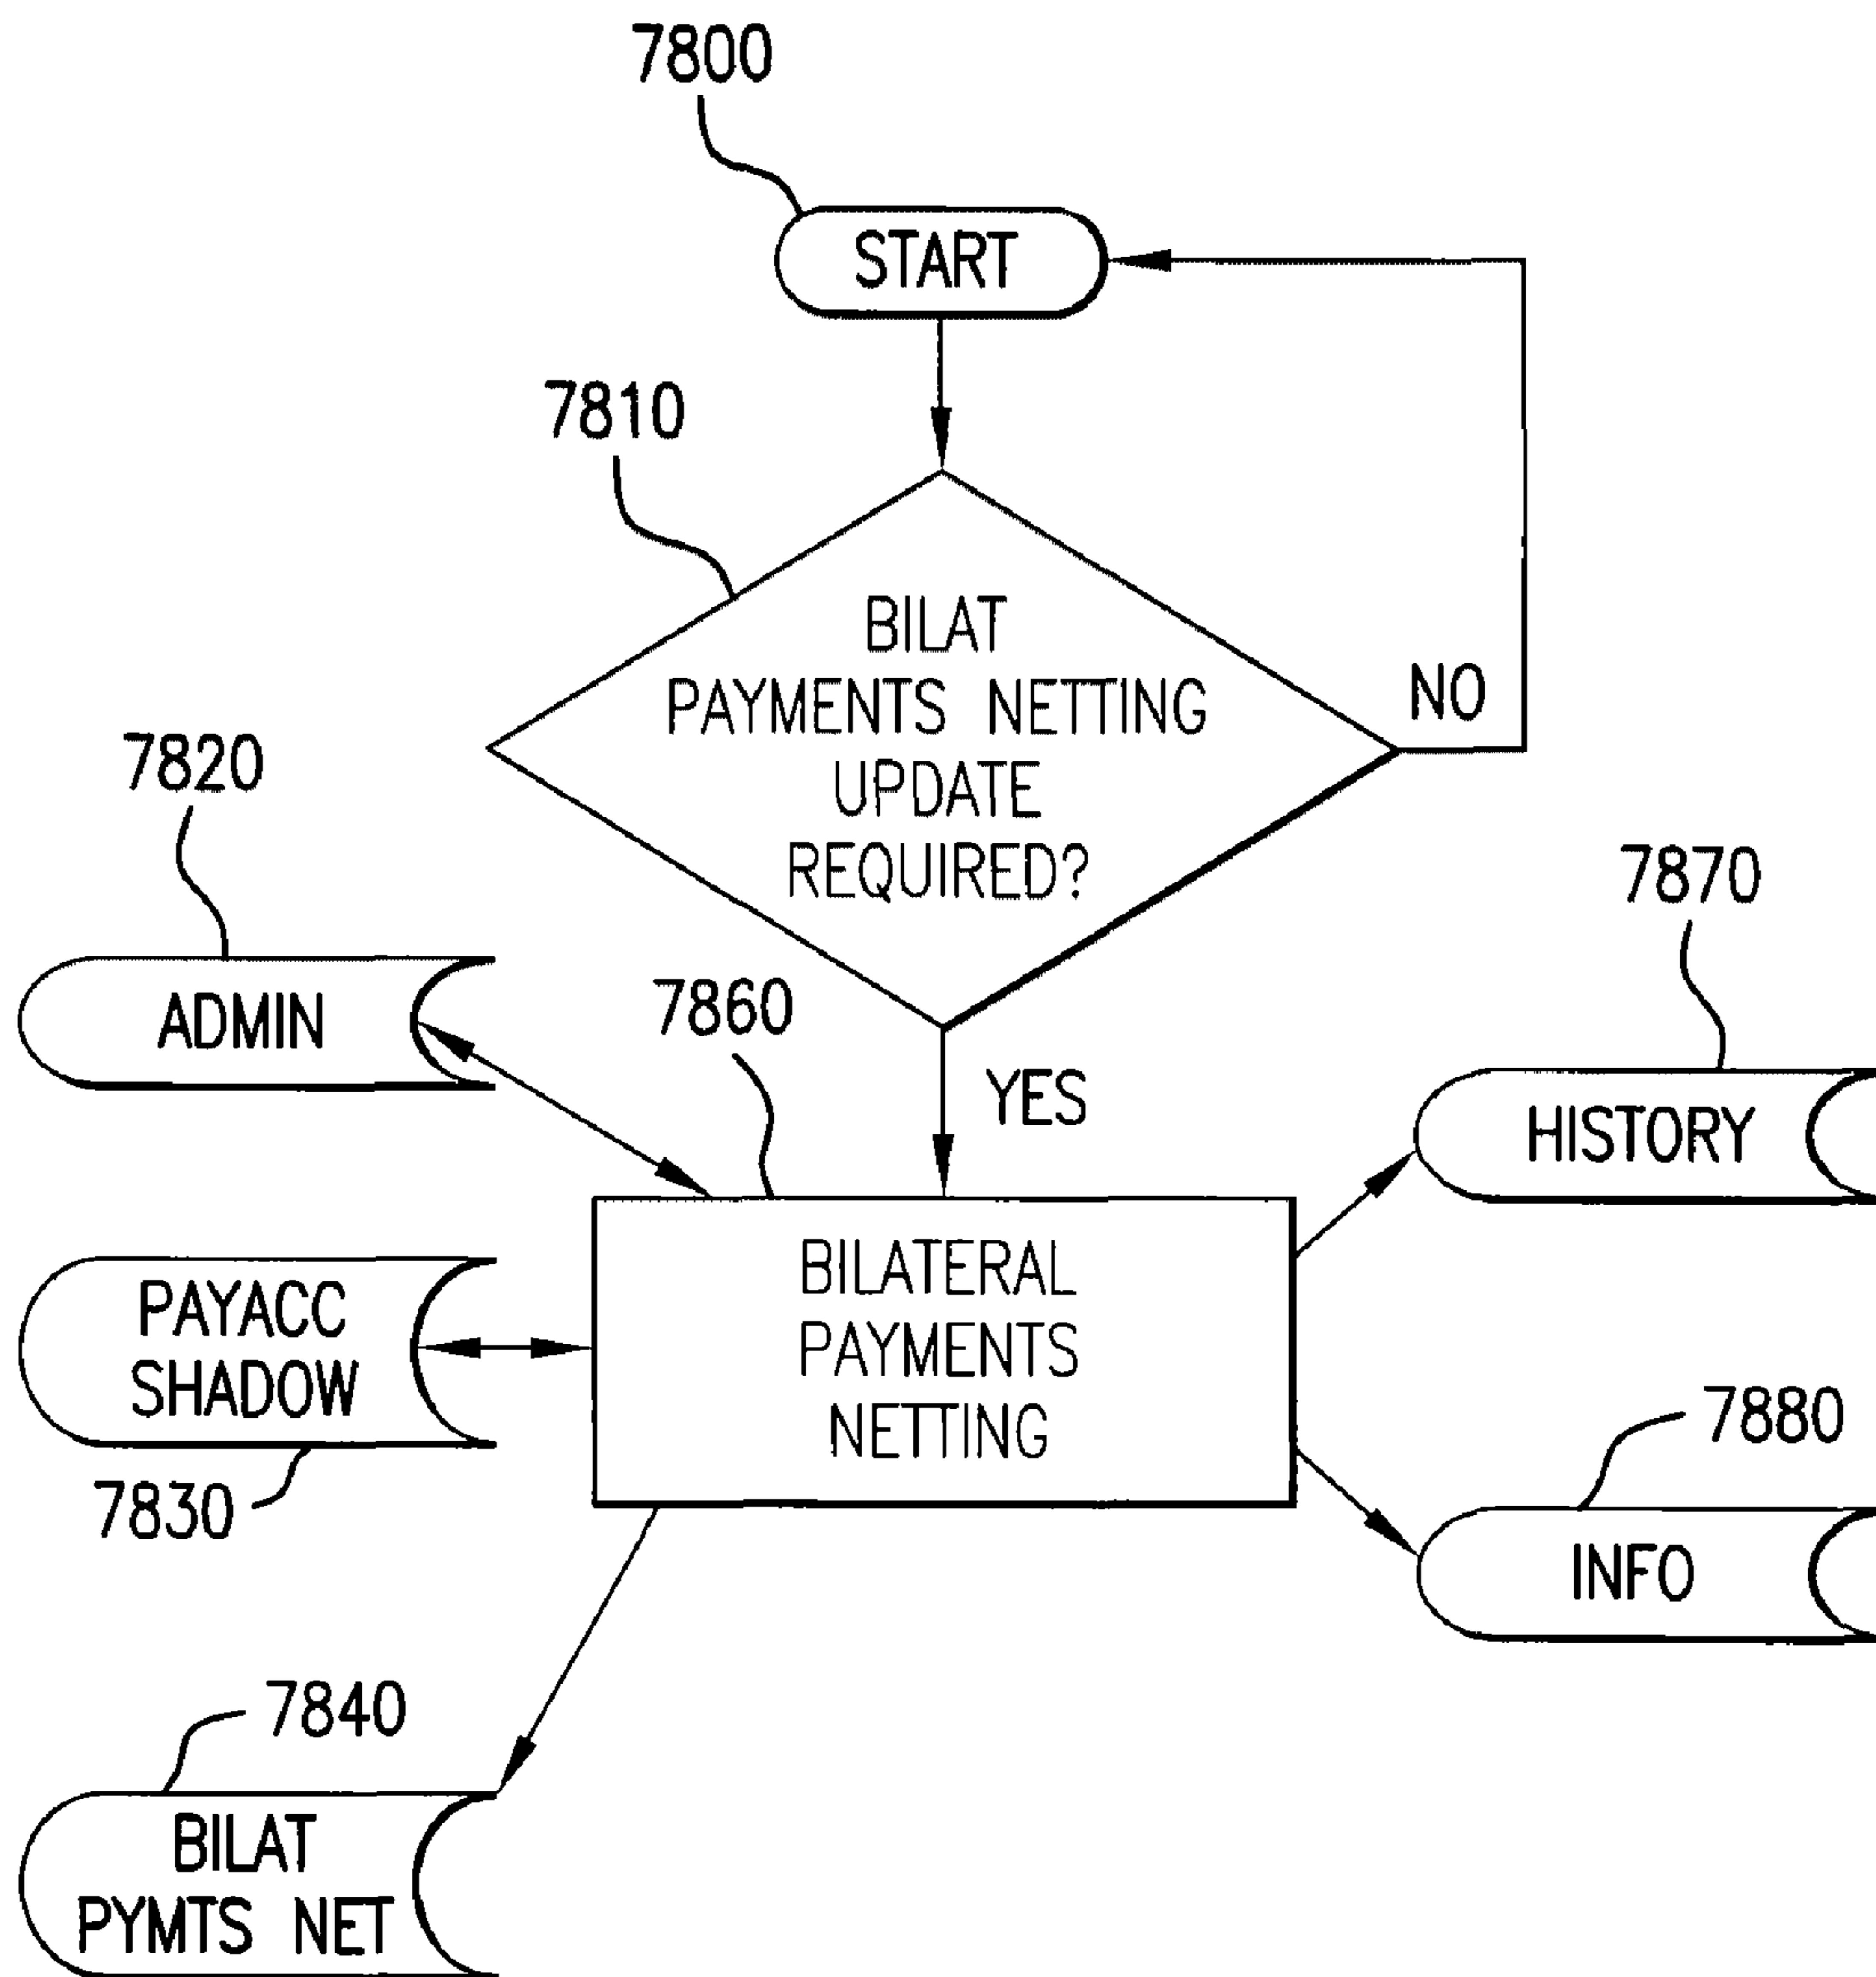 7800
START
7810
BILAT
PAYMENTS NETTING
UPDATE
REQUIRED?
NO
7820
ADMIN
7860
YES
7870
HISTORY
PAYACC
SHADOW
7830
BILATERAL
PAYMENTS
NETTING
7880
INFO
7840
BILAT
PYMTS NET